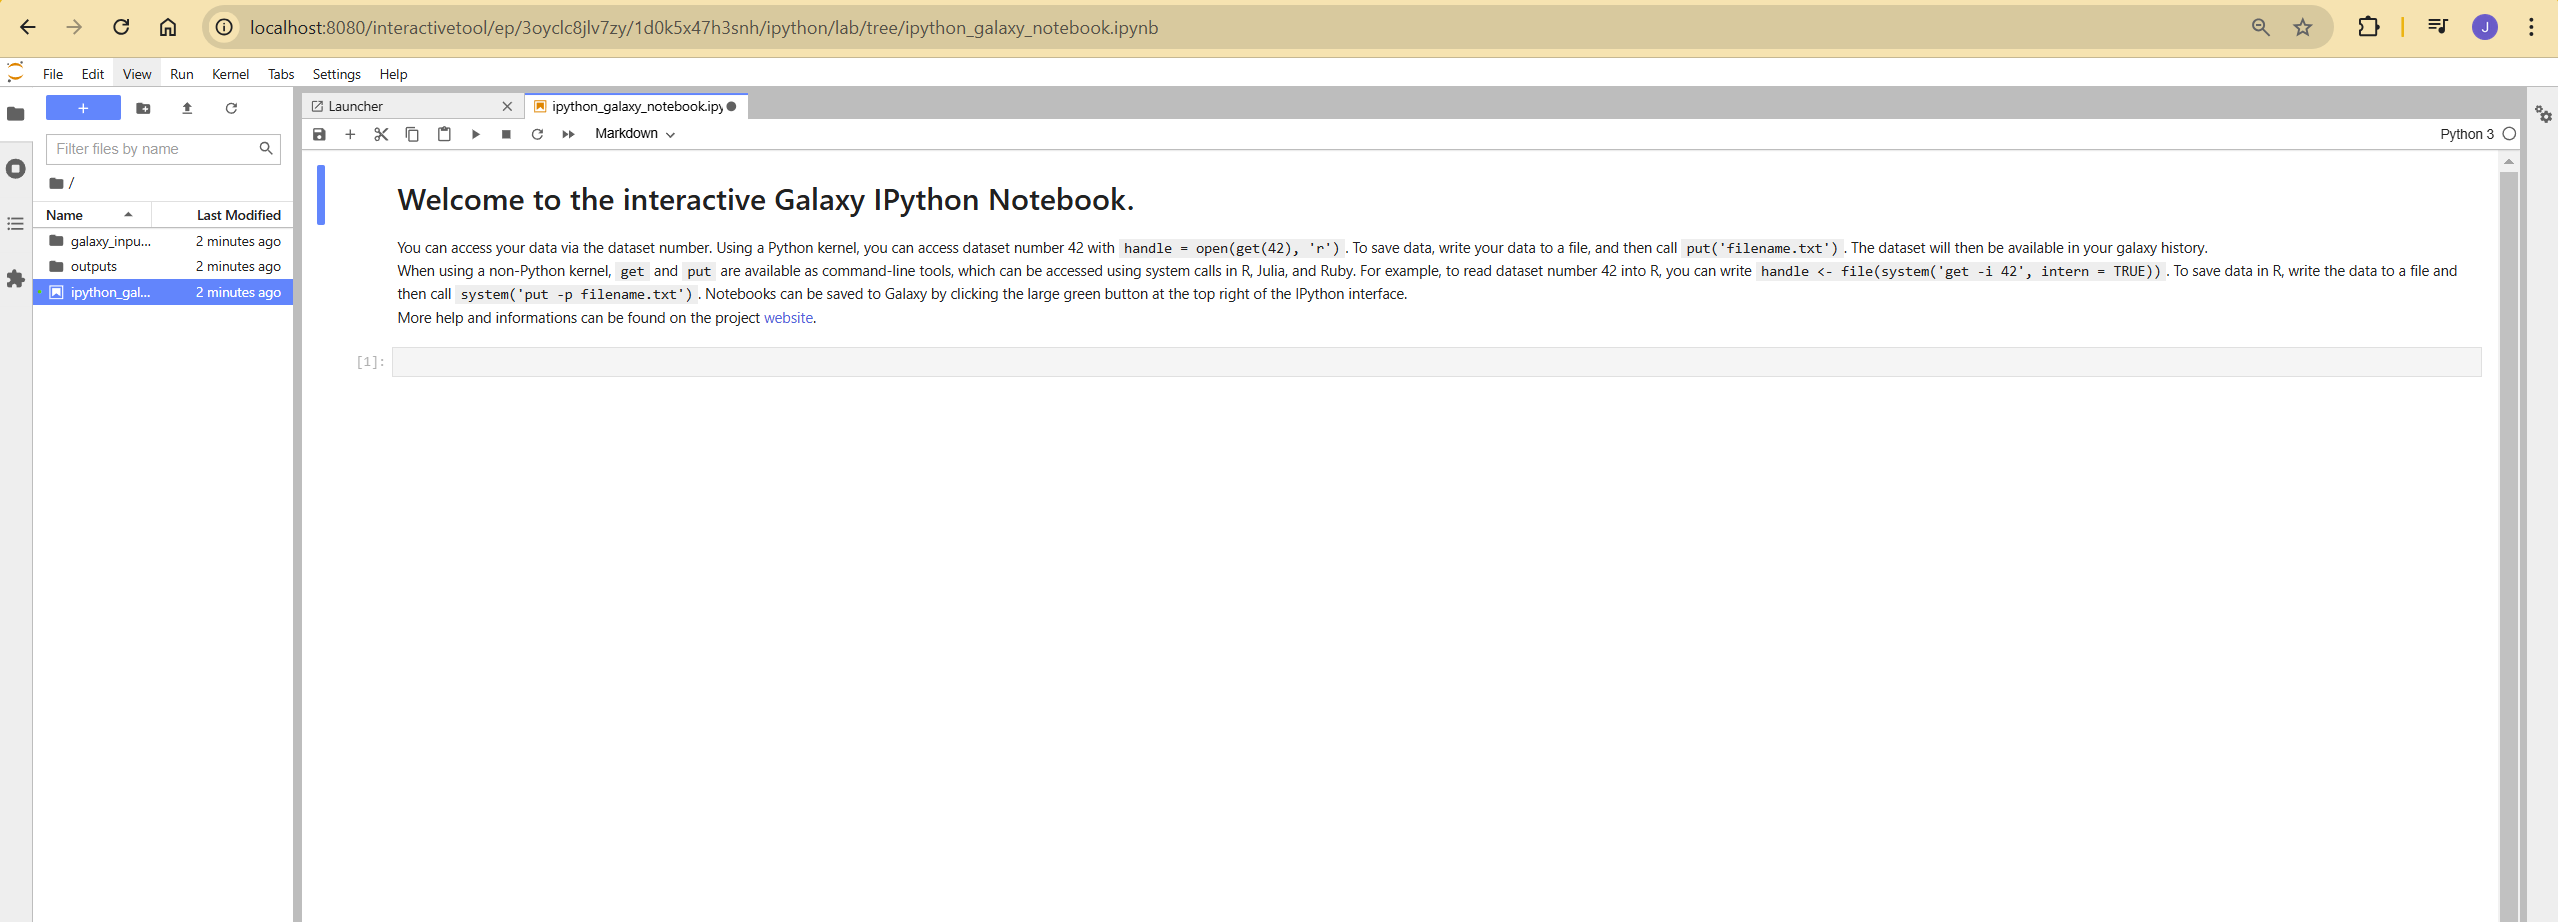 localhost:8080/interactivetool/ep/3oyclc8jlv7zy/1d0k5x47h3snh/ipython/lab/tree/ipython_galaxy_notebook.ipynb
J
File Edit View Run Kernel Tabs Settings Help
Launcher
ipython_galaxy_notebook.ipy
Markdown
Python 3
Filter files by name
/
Name Last Modified
galaxy_inpu... 2 minutes ago
outputs 2 minutes ago
ipython_gal... 2 minutes ago
Welcome to the interactive Galaxy IPython Notebook.
You can access your data via the dataset number. Using a Python kernel, you can access dataset number 42 with handle = open(get(42), 'r'). To save data, write your data to a file, and then call put('filename.txt'). The dataset will then be available in your galaxy history.
When using a non-Python kernel, get and put are available as command-line tools, which can be accessed using system calls in R, Julia, and Ruby. For example, to read dataset number 42 into R, you can write handle <- file(system('get -i 42', intern = TRUE)). To save data in R, write the data to a file and
then call system('put -p filename.txt'). Notebooks can be saved to Galaxy by clicking the large green button at the top right of the IPython interface.
More help and informations can be found on the project website.
[1]: